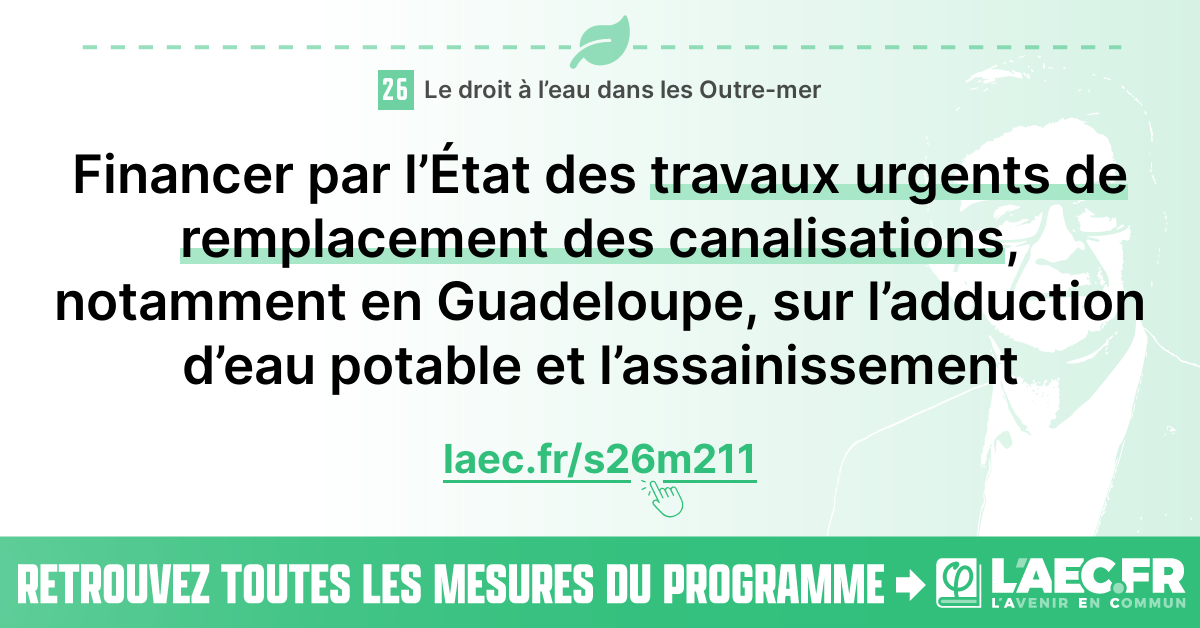 26 Le droit à l’eau dans les Outre-mer
Financer par l’État des travaux urgents de
remplacement des canalisations,
notamment en Guadeloupe, sur l’adduction
d’eau potable et l’assainissement
laec.fr/s26m211
RETROUVEZ TOUTES LES MESURES DU PROGRAMME
φ L’AEC.FR
L’AVENIR EN COMMUN